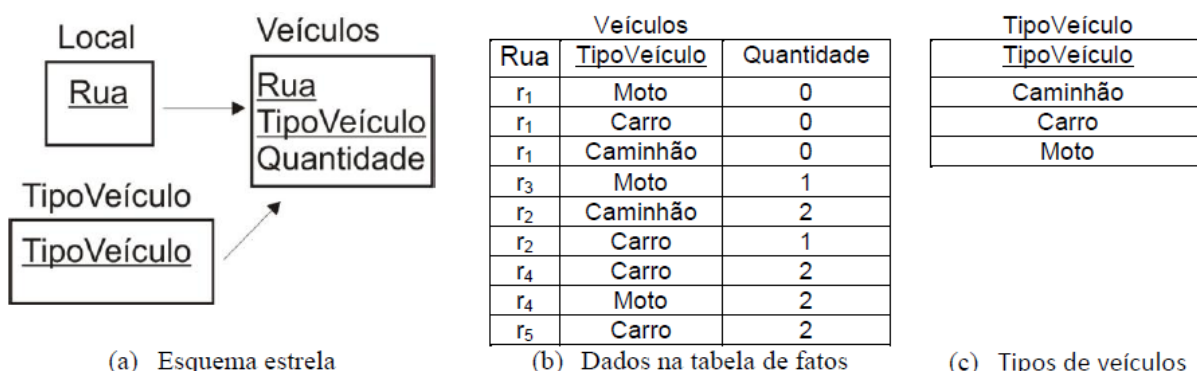 Local
Rua
TipoVeículo
TipoVeículo
Veículos
Rua
TipoVeículo
Quantidade
(a) Esquema estrela
Veículos
Rua TipoVeículo Quantidade
r1 Moto 0
r1 Carro 0
r1 Caminhão 0
r3 Moto 1
r2 Caminhão 2
r2 Carro 1
r4 Carro 2
r4 Moto 2
r5 Carro 2
(b) Dados na tabela de fatos
TipoVeículo
TipoVeículo
Caminhão
Carro
Moto
(c) Tipos de veículos